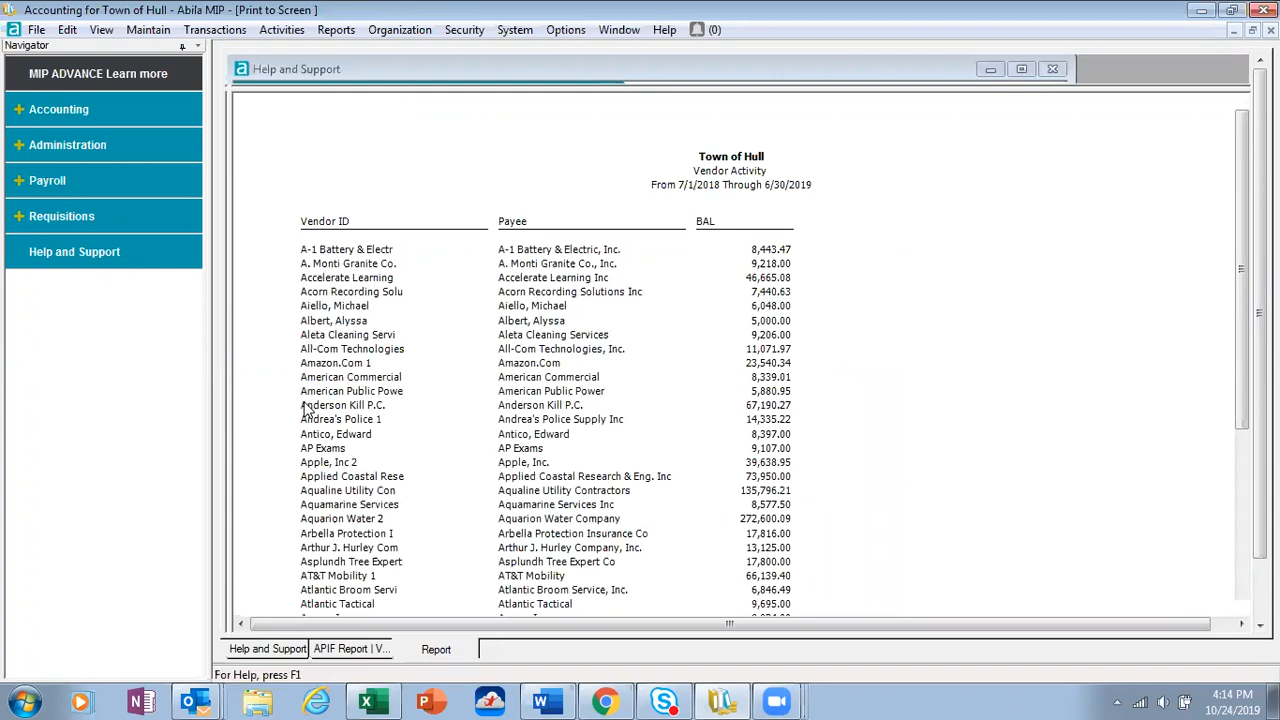 Accounting for Town of Hull - Abila MIP - [Print to Screen ]
File Edit View Maintain Transactions Activities Reports Organization Security System Options Window Help (0)
Navigator
MIP ADVANCE Learn more
Accounting
Administration
Payroll
Requisitions
Help and Support
Help and Support
Town of Hull
Vendor Activity
From 7/1/2018 Through 6/30/2019
Vendor ID Payee BAL
A-1 Battery & Electr A-1 Battery & Electric, Inc. 8,443.47
A. Monti Granite Co. A. Monti Granite Co., Inc. 9,218.00
Accelerate Learning Accelerate Learning Inc 46,665.08
Acorn Recording Solu Acorn Recording Solutions Inc 7,440.63
Aiello, Michael Aiello, Michael 6,048.00
Albert, Alyssa Albert, Alyssa 5,000.00
Aleta Cleaning Servi Aleta Cleaning Services 9,206.00
All-Com Technologies All-Com Technologies, Inc. 11,071.97
Amazon.Com 1 Amazon.Com 23,540.34
American Commercial American Commercial 8,339.01
American Public Powe American Public Power 5,880.95
Anderson Kill P.C. Anderson Kill P.C. 67,190.27
Andrea's Police 1 Andrea's Police Supply Inc 14,335.22
Antico, Edward Antico, Edward 8,397.00
AP Exams AP Exams 9,107.00
Apple, Inc 2 Apple, Inc. 39,638.95
Applied Coastal Rese Applied Coastal Research & Eng. Inc 73,950.00
Aqualine Utility Con Aqualine Utility Contractors 135,796.21
Aquamarine Services Aquamarine Services Inc 8,577.50
Aquarion Water 2 Aquarion Water Company 272,600.09
Arbella Protection I Arbella Protection Insurance Co 17,816.00
Arthur J. Hurley Com Arthur J. Hurley Company, Inc. 13,125.00
Asplundh Tree Expert Asplundh Tree Expert Co 17,800.00
AT&T Mobility 1 AT&T Mobility 66,139.40
Atlantic Broom Servi Atlantic Broom Service, Inc. 6,846.49
Atlantic Tactical Atlantic Tactical 9,695.00
Help and Support APIF Report | V... Report
For Help, press F1
4:14 PM
10/24/2019